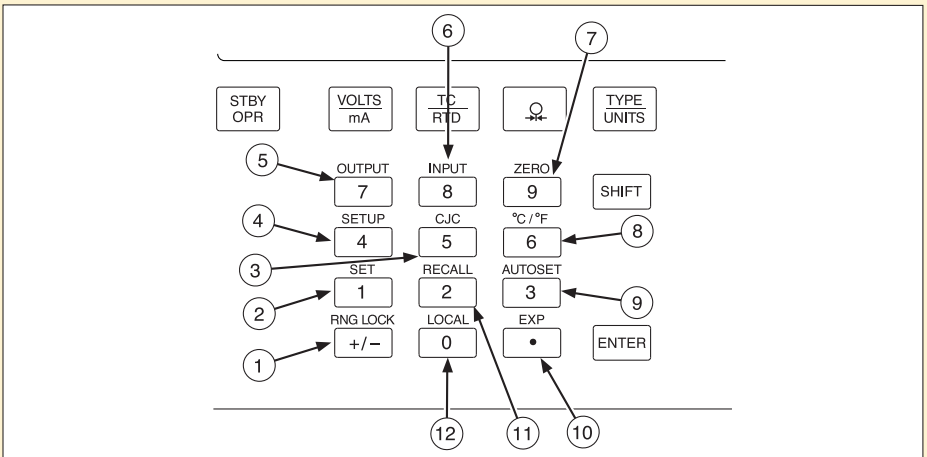 6 7
STBY OPR VOLTS mA TC RTD TYPE UNITS
5 OUTPUT INPUT ZERO
7 8 9 SHIFT
4 SETUP CJC °C/°F 8
4 5 6
3 SET RECALL AUTOSET
2 1 2 3 9
RNG LOCK LOCAL EXP
1 +/− 0 • ENTER
12 11 10